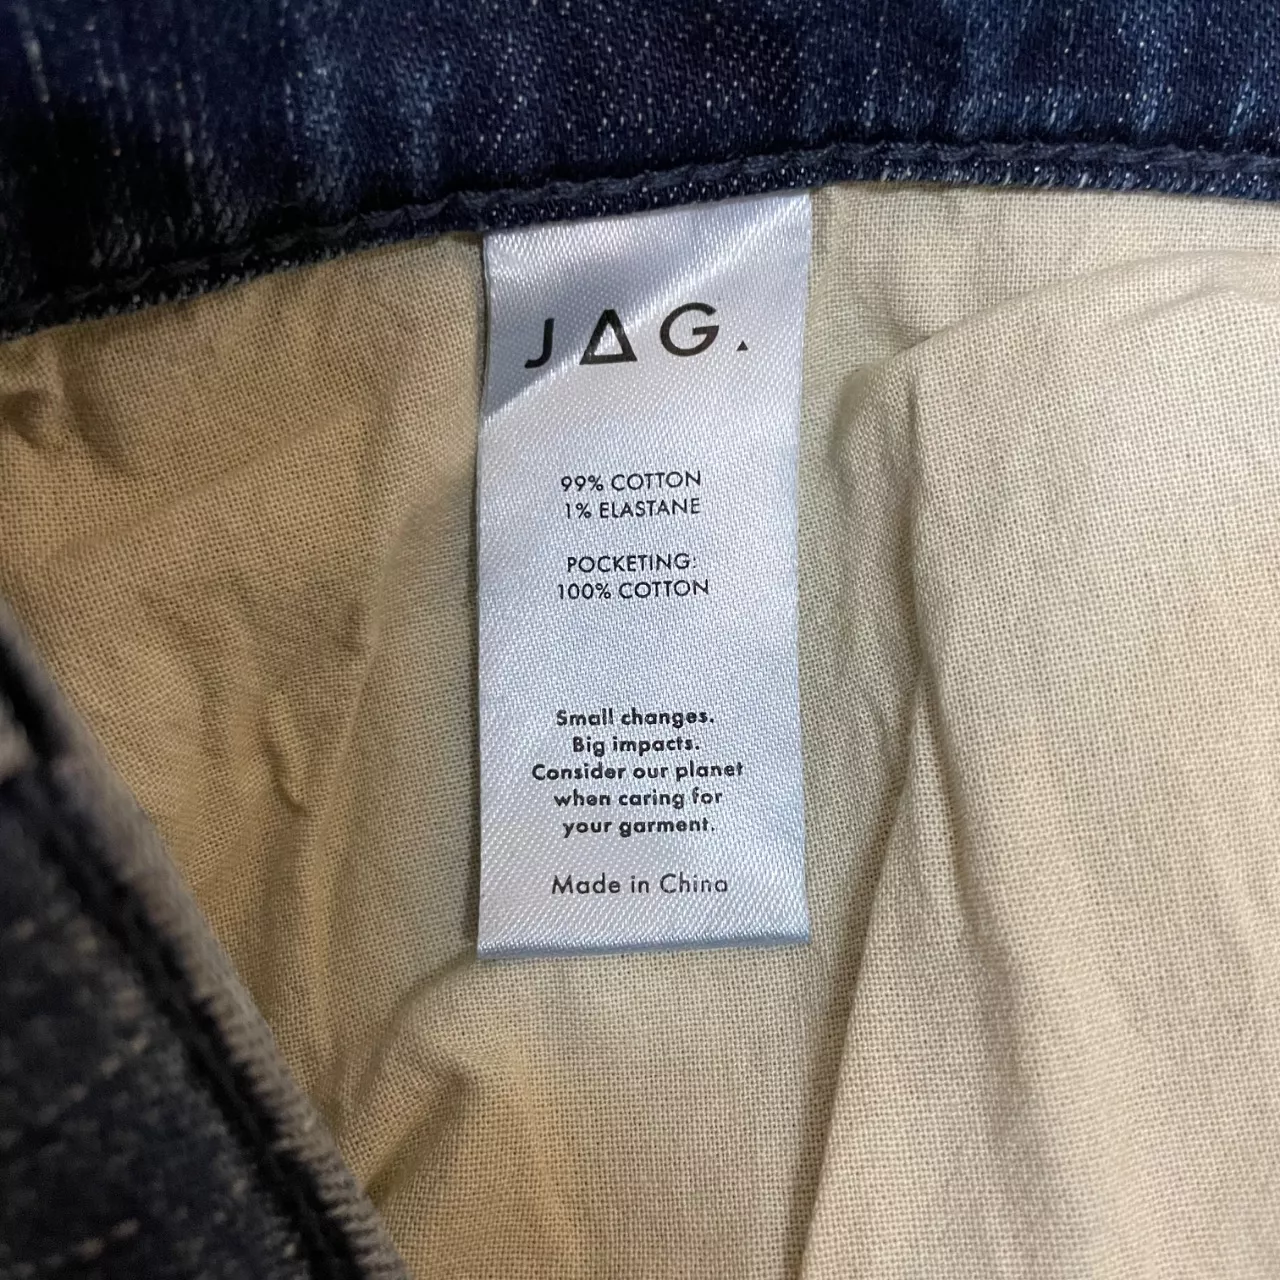 JAG.
99% COTTON
1% ELASTANE
POCKETING:
100% COTTON
Small changes.
Big impacts.
Consider our planet
when caring for
your garment.
Made in China